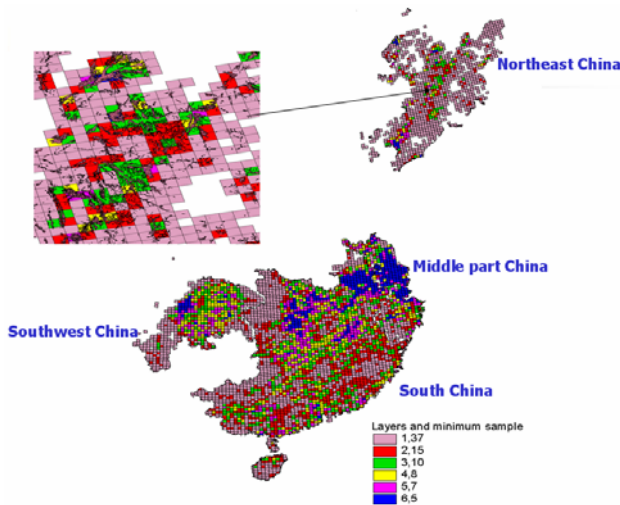 Northeast China
Middle part China
Southwest China
South China
Layers and minimum sample
1,37
2,15
3,10
4,8
5,7
6,5